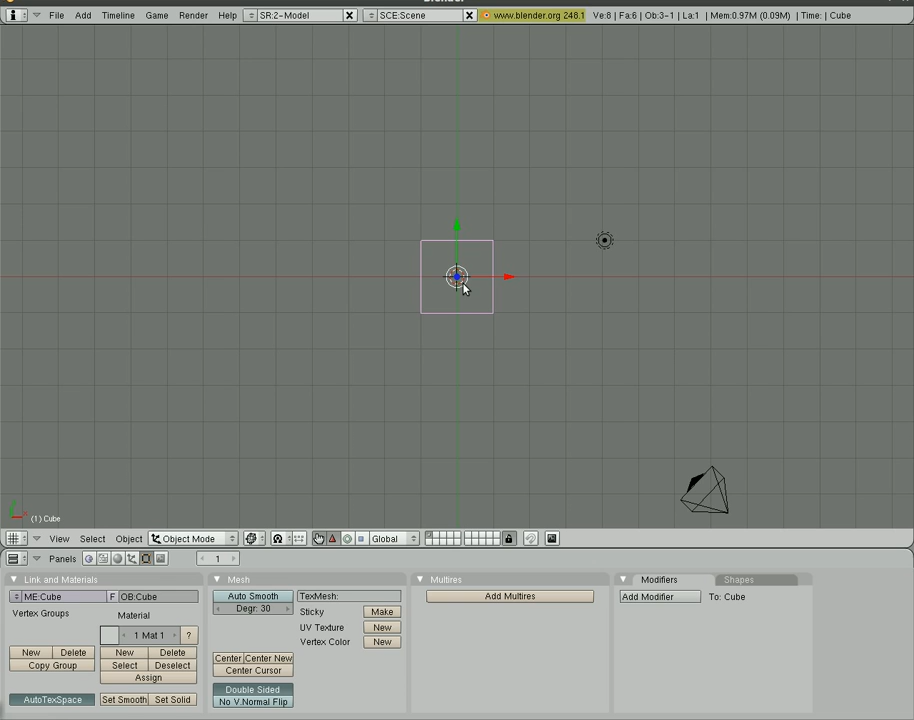 Blender
File Add Timeline Game Render Help SR:2-Model SCE:Scene www.blender.org 248.1 Ve:8 | Fa:6 | Ob:3-1 | La:1 | Mem:0.97M (0.09M) | Time: | Cube
(1) Cube
View Select Object Object Mode Global
Panels 1
Link and Materials Mesh Multires Modifiers Shapes
ME:Cube F OB:Cube Auto Smooth TexMesh: Add Multires Add Modifier To: Cube
Vertex Groups Material Degr: 30 Sticky Make
1 Mat 1 ? UV Texture New
Vertex Color New
New Delete New Delete
Copy Group Select Deselect Center Center New
Assign Center Cursor
AutoTexSpace Set Smooth Set Solid Double Sided
No V.Normal Flip